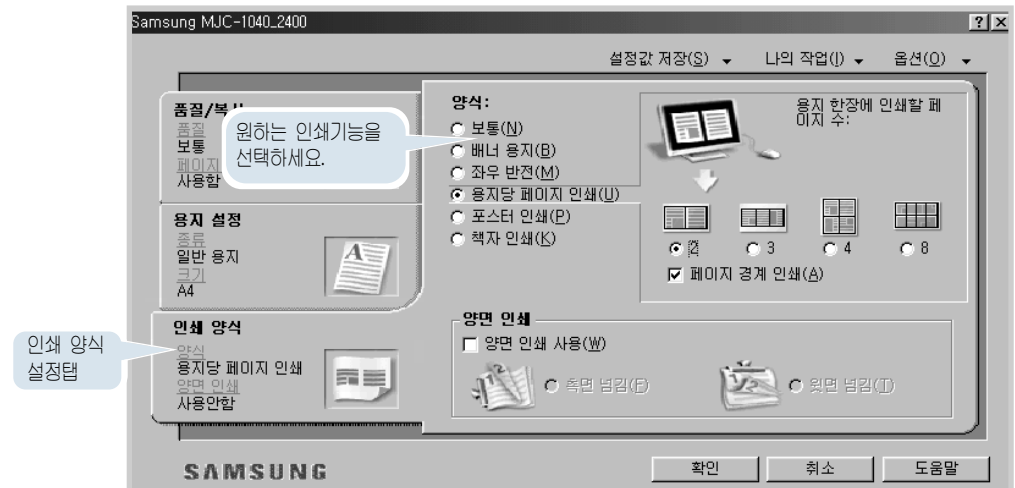 Samsung MJC-1040_2400
설정값 저장(S) 나의 작업(I) 옵션(O)
품질/복
품질
보통
페이지
사용함
원하는 인쇄기능을
선택하세요.
용지 설정
종류
일반 용지
크기
A4
인쇄 양식
양식
용지당 페이지 인쇄
양면 인쇄
사용안함
인쇄 양식
설정탭
양식:
보통(N)
배너 용지(B)
좌우 반전(M)
용지당 페이지 인쇄(U)
포스터 인쇄(P)
책자 인쇄(K)
용지 한장에 인쇄할 페
이지 수:
2 3 4 8
페이지 경계 인쇄(A)
양면 인쇄
양면 인쇄 사용(W)
측면 넘김(F) 윗면 넘김(T)
SAMSUNG
확인 취소 도움말